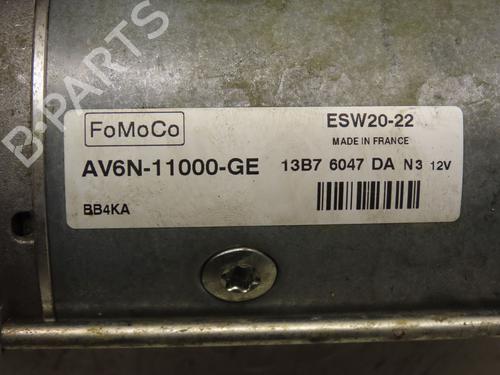 FoMoCo
ESW20-22
MADE IN FRANCE
AV6N-11000-GE
13B7 6047 DA N3 12V
BB4KA
B-PARTS